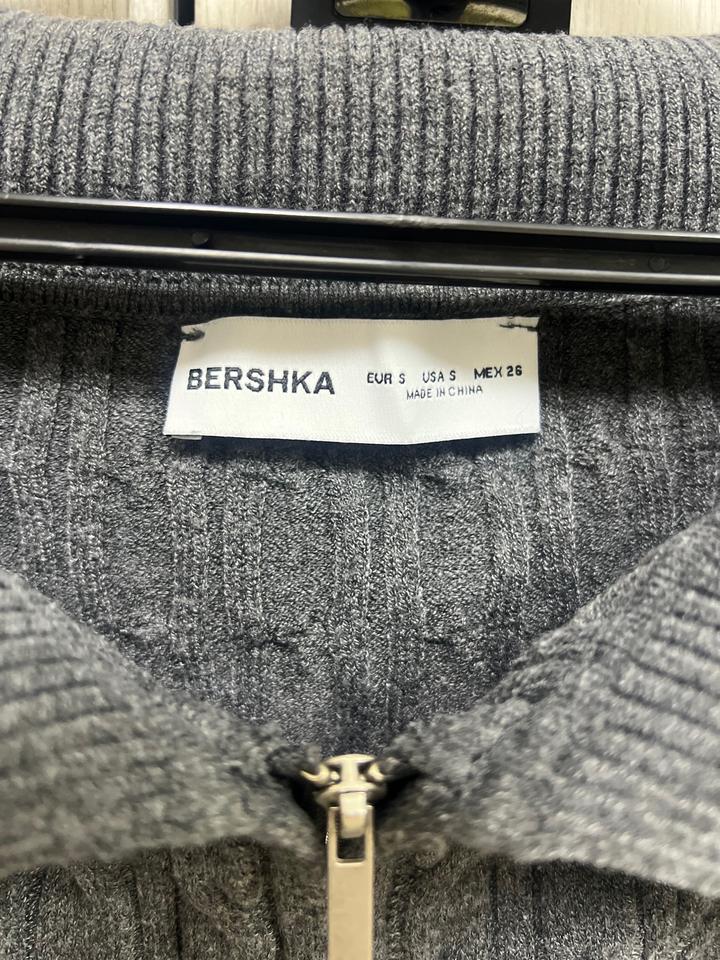 BERSHKA
EUR S USA S MEX 26
MADE IN CHINA